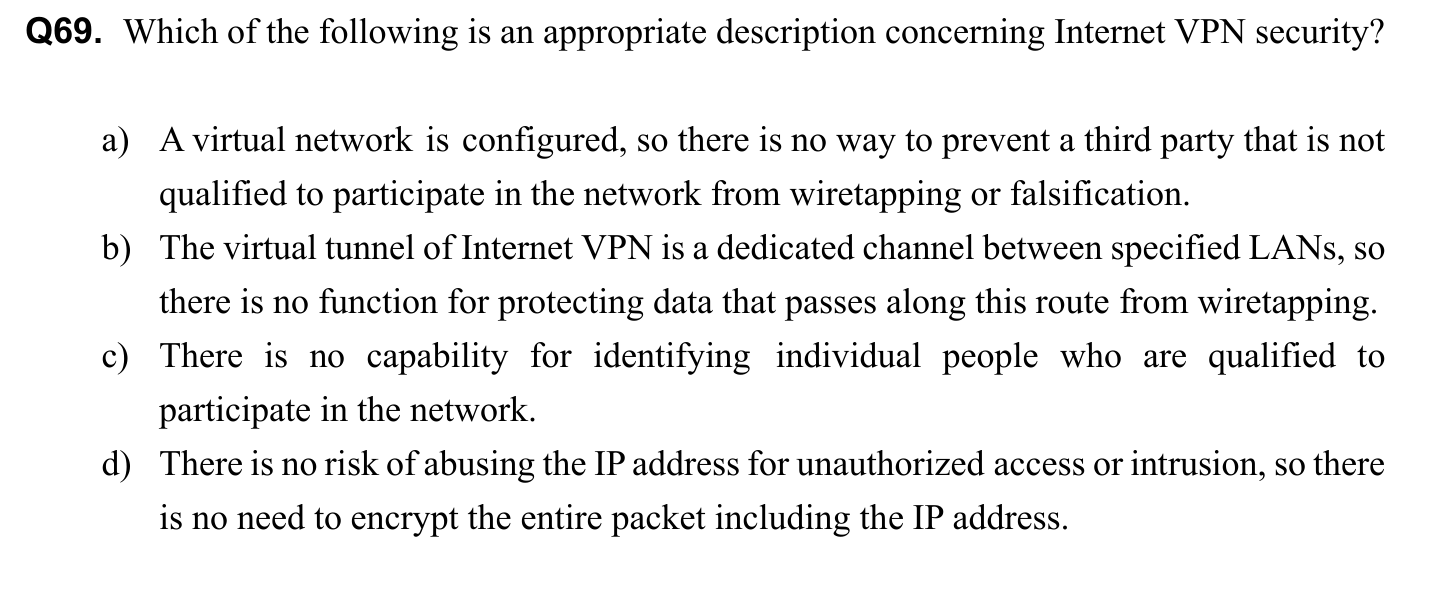 Q69. Which of the following is an appropriate description concerning Internet VPN security?
a) A virtual network is configured, so there is no way to prevent a third party that is not
qualified to participate in the network from wiretapping or falsification.
b) The virtual tunnel of Internet VPN is a dedicated channel between specified LANs, so
there is no function for protecting data that passes along this route from wiretapping.
c) There is no capability for identifying individual people who are qualified to
participate in the network.
d) There is no risk of abusing the IP address for unauthorized access or intrusion, so there
is no need to encrypt the entire packet including the IP address.